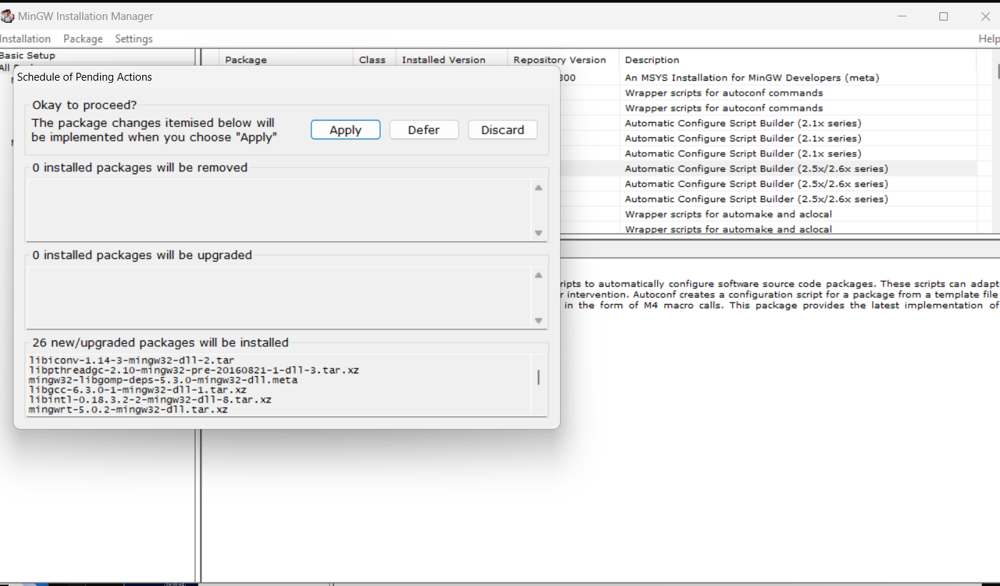 MinGW Installation Manager
Installation Package Settings Help
Basic Setup
All
Package Class Installed Version Repository Version Description
Schedule of Pending Actions
Okay to proceed?
The package changes itemised below will
be implemented when you choose "Apply"
Apply Defer Discard
0 installed packages will be removed
0 installed packages will be upgraded
26 new/upgraded packages will be installed
libiconv-1.14-3-mingw32-dll-2.tar
libpthreadgc-2.10-mingw32-pre-20160821-1-dll-3.tar.xz
mingw32-libgomp-deps-5.3.0-mingw32-dll.meta
libgcc-6.3.0-1-mingw32-dll-1.tar.xz
libintl-0.18.3.2-2-mingw32-dll-8.tar.xz
mingwrt-5.0.2-mingw32-dll.tar.xz
300 An MSYS Installation for MinGW Developers (meta)
Wrapper scripts for autoconf commands
Wrapper scripts for autoconf commands
Automatic Configure Script Builder (2.1x series)
Automatic Configure Script Builder (2.1x series)
Automatic Configure Script Builder (2.1x series)
Automatic Configure Script Builder (2.5x/2.6x series)
Automatic Configure Script Builder (2.5x/2.6x series)
Automatic Configure Script Builder (2.5x/2.6x series)
Wrapper scripts for automake and aclocal
Wrapper scripts for automake and aclocal
ripts to automatically configure software source code packages. These scripts can adapt
r intervention. Autoconf creates a configuration script for a package from a template file
in the form of M4 macro calls. This package provides the latest implementation of